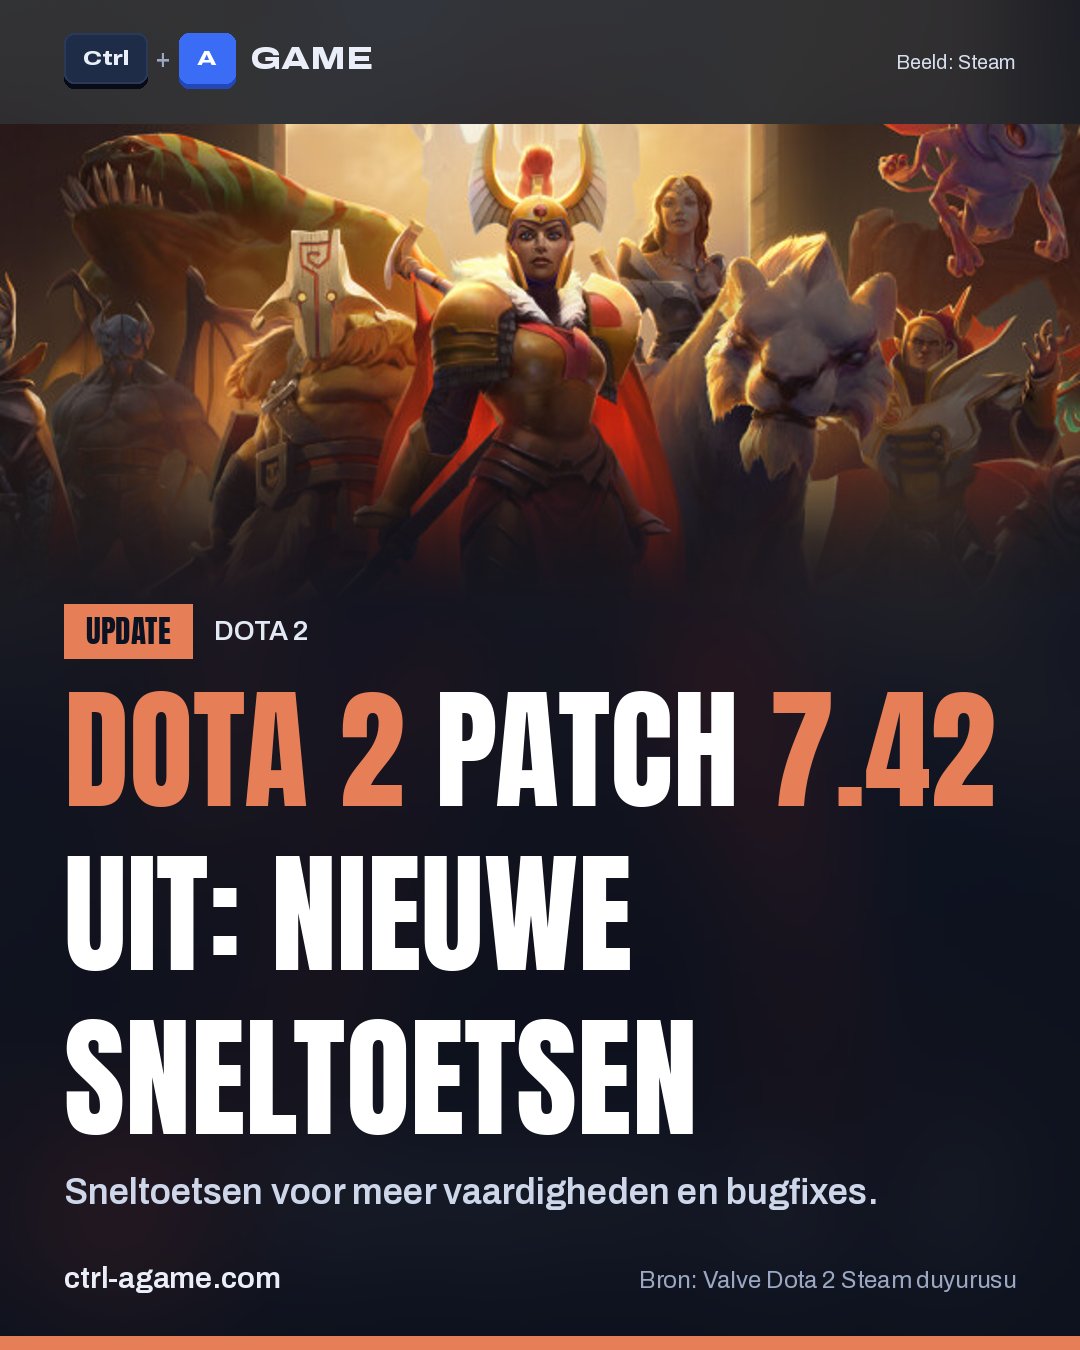 Ctrl + A GAME
Beeld: Steam
UPDATE DOTA 2
DOTA 2 PATCH 7.42
UIT: NIEUWE
SNELTOETSEN
Sneltoetsen voor meer vaardigheden en bugfixes.
ctrl-agame.com
Bron: Valve Dota 2 Steam duyurusu